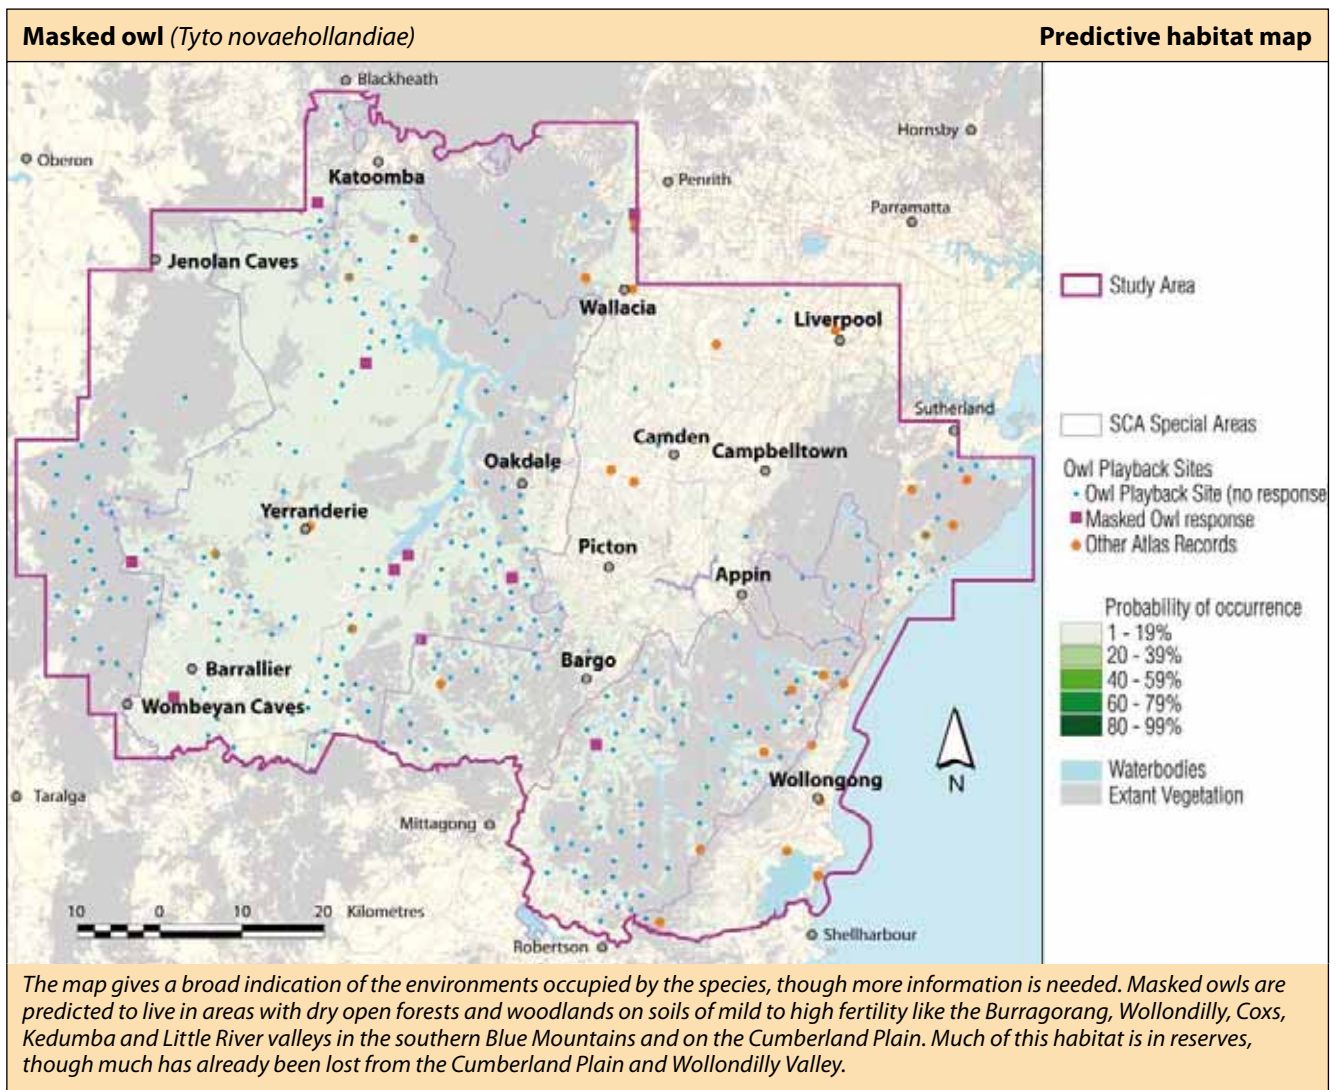 Masked owl (Tyto novaehollandiae)
Predictive habitat map
Blackheath
Hornsby
Oberon
Katoomba
Penrith
Parramatta
Jenolan Caves
Wallacia
Liverpool
Sutherland
Camden
Campbelltown
Oakdale
Yerranderie
Picton
Appin
Bargo
Barrallier
Wombeyan Caves
Wollongong
Taralga
Mittagong
Robertson
Shellharbour
10 0 10 20 Kilometres
N
Study Area
SCA Special Areas
Owl Playback Sites
Owl Playback Site (no response
Masked Owl response
Other Atlas Records
Probability of occurrence
1 - 19%
20 - 39%
40 - 59%
60 - 79%
80 - 99%
Waterbodies
Extant Vegetation
The map gives a broad indication of the environments occupied by the species, though more information is needed. Masked owls are
predicted to live in areas with dry open forests and woodlands on soils of mild to high fertility like the Burragorang, Wollondilly, Coxs,
Kedumba and Little River valleys in the southern Blue Mountains and on the Cumberland Plain. Much of this habitat is in reserves,
though much has already been lost from the Cumberland Plain and Wollondilly Valley.